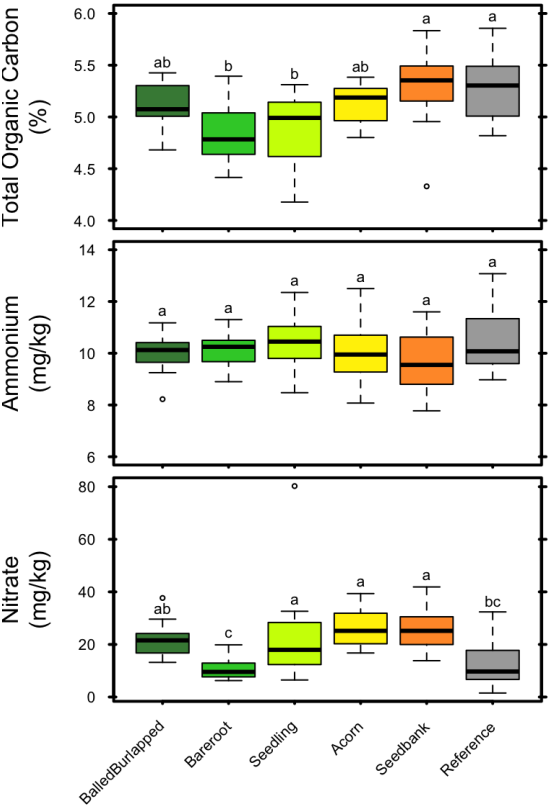 Total Organic Carbon
(%)
6.0
5.5
5.0
4.5
4.0
ab
b
b
ab
a
a
Ammonium
(mg/kg)
14
12
10
8
6
a
a
a
a
a
a
Nitrate
(mg/kg)
80
60
40
20
0
ab
c
a
a
a
bc
BalledBurlapped
Bareroot
Seedling
Acorn
Seedbank
Reference